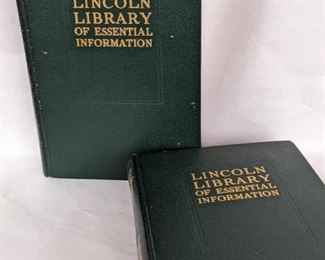 LINCOLN
LIBRARY
OF ESSENTIAL
INFORMATION
LINCOLN
LIBRARY
OF ESSENTIAL
INFORMATION